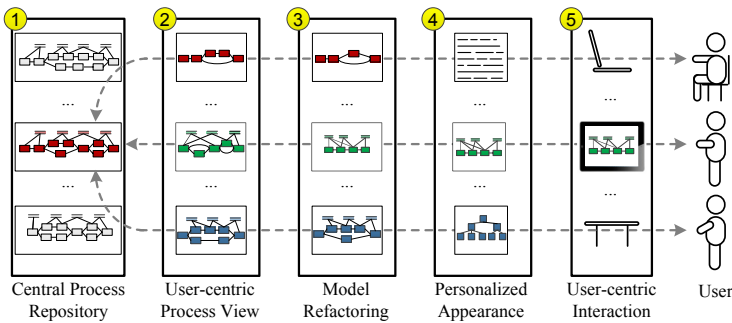 1
2
3
4
5
...
...
...
...
...
...
...
...
...
...
Central Process
Repository
User-centric
Process View
Model
Refactoring
Personalized
Appearance
User-centric
Interaction
User